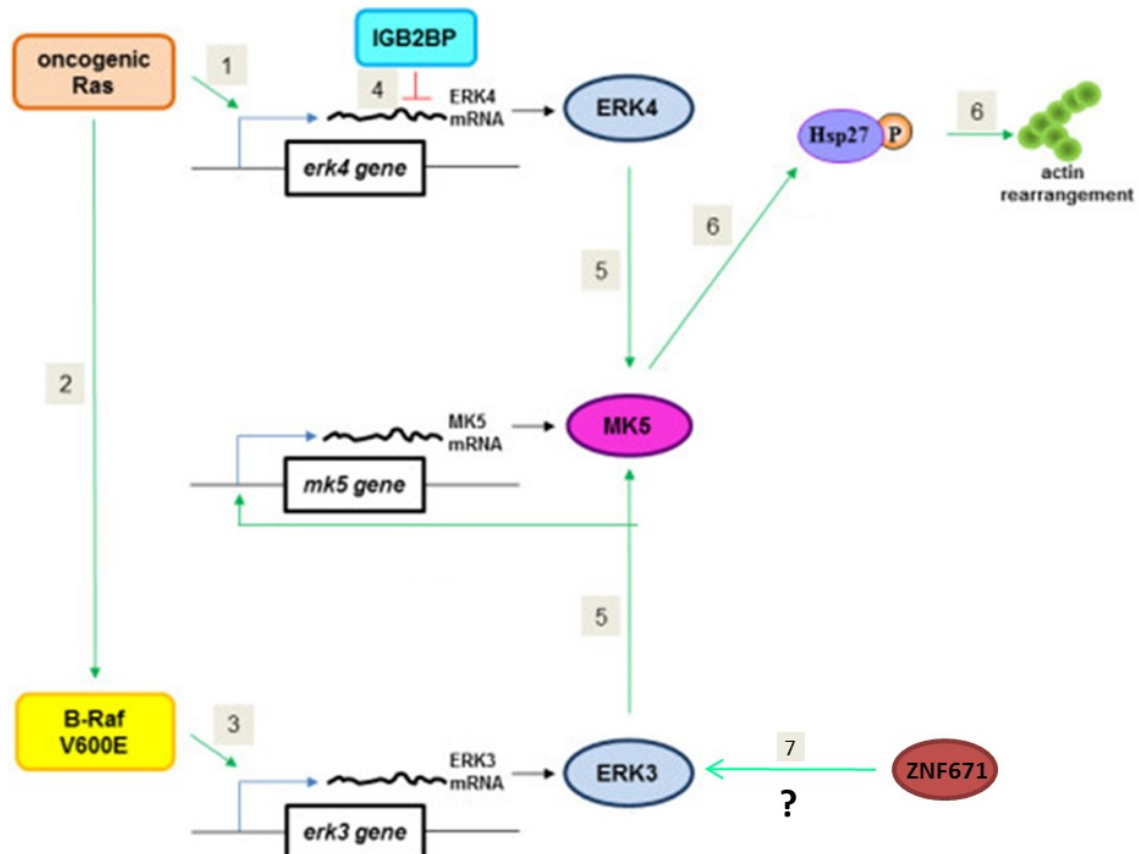 oncogenic
Ras
1
IGB2BP
4
ERK4
mRNA
ERK4
erk4 gene
Hsp27
P
6
actin
rearrangement
6
5
2
MK5
mRNA
MK5
mk5 gene
5
B-Raf
V600E
3
ERK3
mRNA
ERK3
erk3 gene
7
?
ZNF671